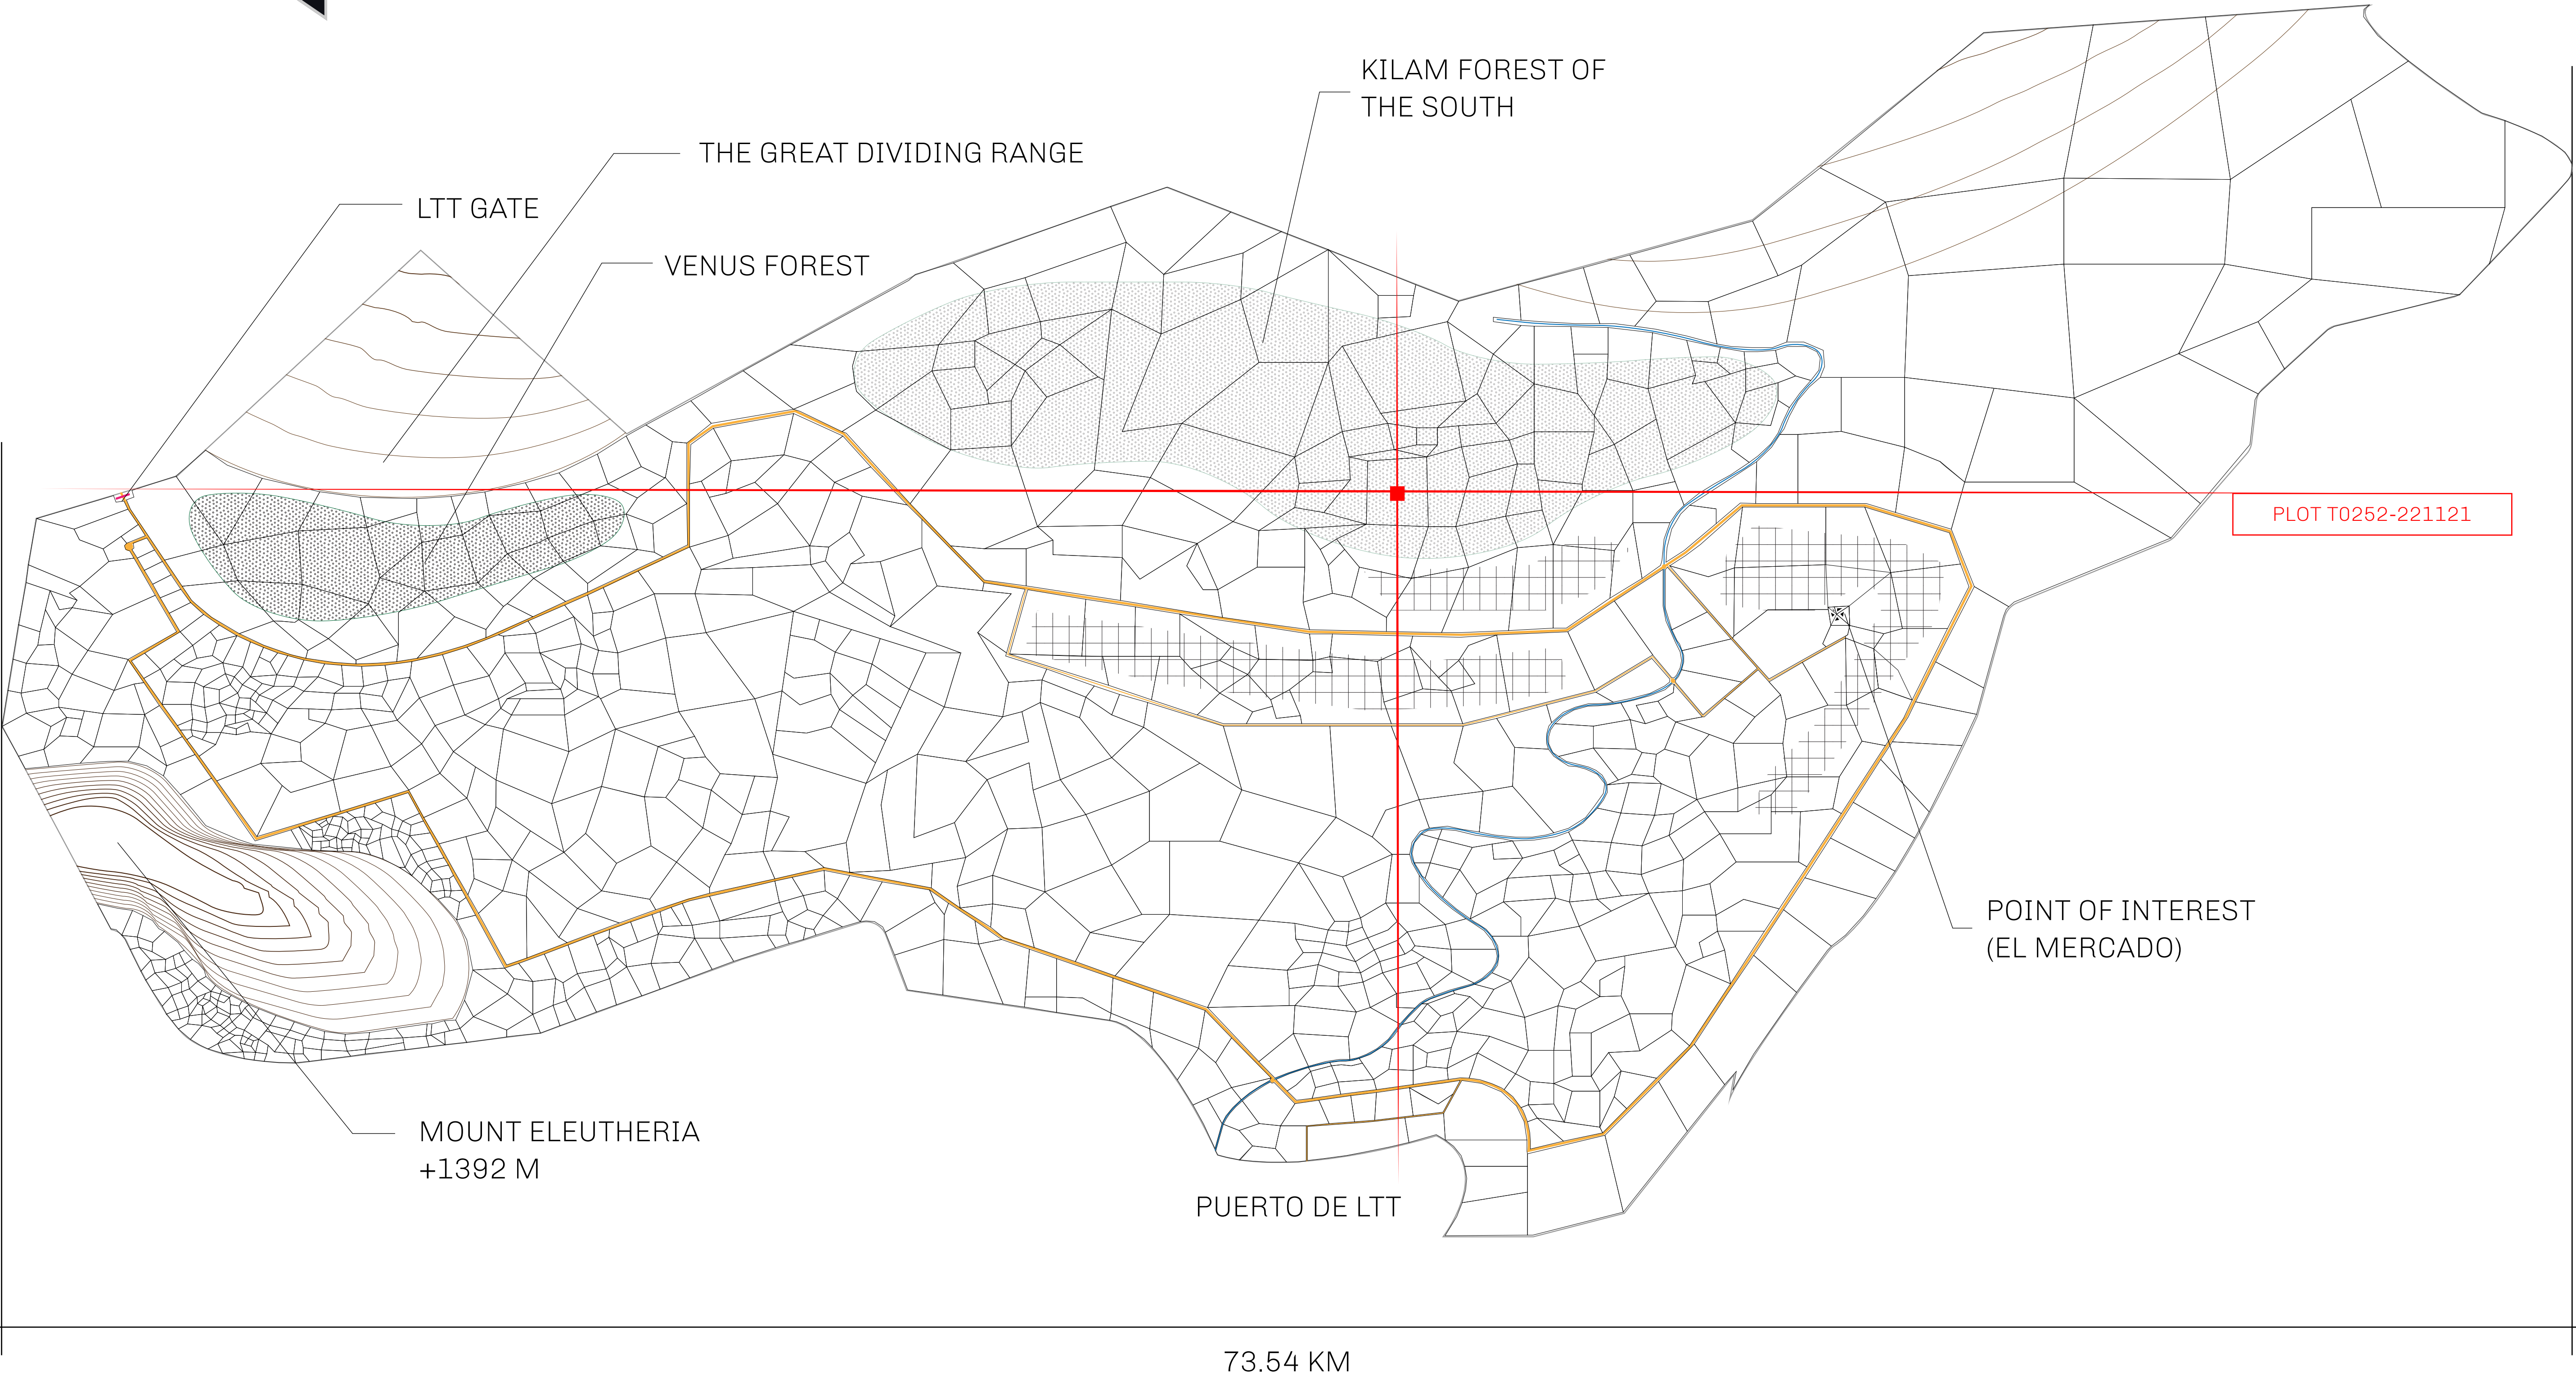 KILAM FOREST OF
THE SOUTH
THE GREAT DIVIDING RANGE
LTT GATE
VENUS FOREST
PLOT T0252-221121
POINT OF INTEREST
(EL MERCADO)
MOUNT ELEUTHERIA
+1392 M
PUERTO DE LTT
73.54 KM